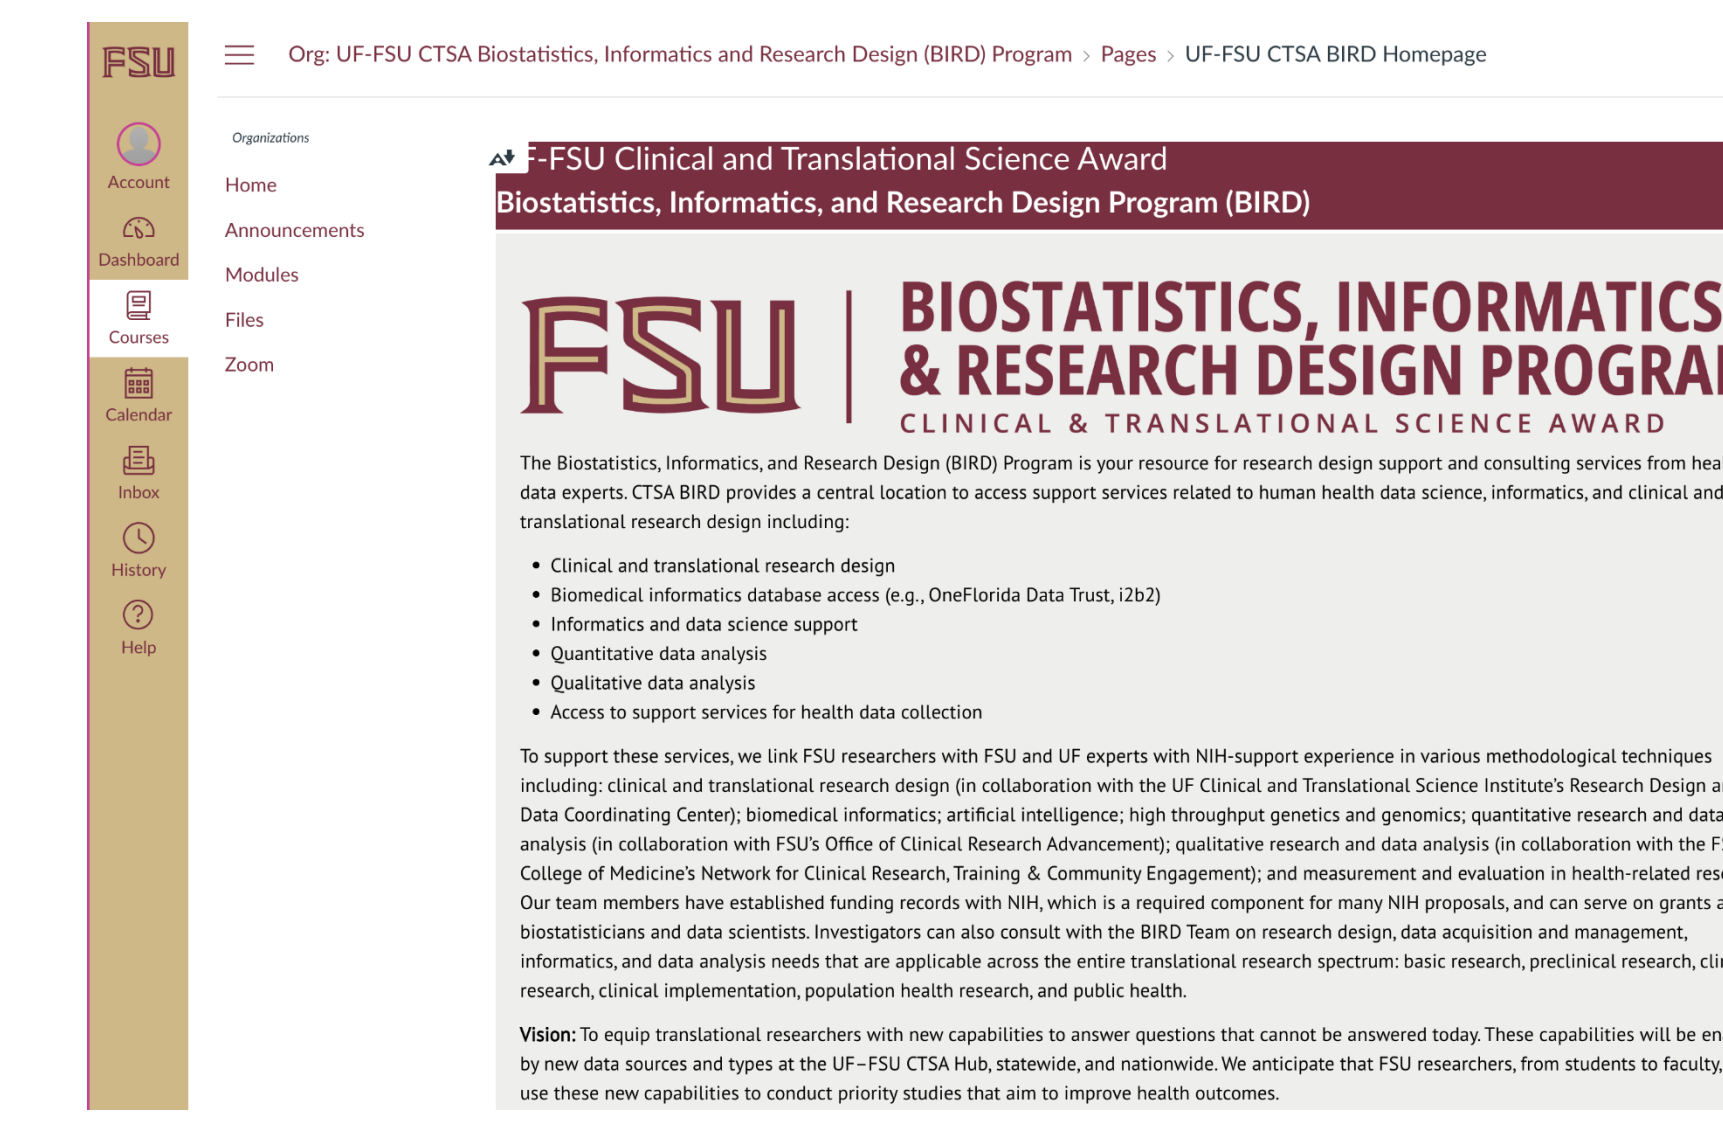 FSU
Account
Dashboard
Courses
Calendar
Inbox
History
Help
Org: UF-FSU CTSA Biostatistics, Informatics and Research Design (BIRD) Program > Pages > UF-FSU CTSA BIRD Homepage
Organizations
Home
Announcements
Modules
Files
Zoom
F-FSU Clinical and Translational Science Award
Biostatistics, Informatics, and Research Design Program (BIRD)
FSU
BIOSTATISTICS, INFORMATICS,
& RESEARCH DESIGN
CLINICAL & TRANSLATIONAL SCIENCE AWARD
The Biostatistics, Informatics, and Research Design (BIRD) Program is your resource for research design support and consulting services from
data experts. CTSA BIRD provides a central location to access support services related to human health data science, informatics, and clinical and
translational research design including:
• Clinical and translational research design
• Biomedical informatics database access (e.g., OneFlorida Data Trust, i2b2)
• Informatics and data science support
• Quantitative data analysis
• Qualitative data analysis
• Access to support services for health data collection
To support these services, we link FSU researchers with FSU and UF experts with NIH-support experience in various methodological techniques
including: clinical and translational research design (in collaboration with the UF Clinical and Translational Science Institute's Research Design
Data Coordinating Center); biomedical informatics; artificial intelligence; high throughput genetics and genomics; quantitative research and data
analysis (in collaboration with FSU's Office of Clinical Research Advancement); qualitative research and data analysis (in collaboration with the
College of Medicine's Network for Clinical Research, Training & Community Engagement); and measurement and evaluation in health-related
Our team members have established funding records with NIH, which is a required component for many NIH proposals, and can serve on grants
biostatisticians and data scientists. Investigators can also consult with the BIRD Team on research design, data acquisition and management,
informatics, and data analysis needs that are applicable across the entire translational research spectrum: basic research, preclinical research,
research, clinical implementation, population health research, and public health.
Vision: To equip translational researchers with new capabilities to answer questions that cannot be answered today. These capabilities will be
by new data sources and types at the UF–FSU CTSA Hub, statewide, and nationwide. We anticipate that FSU researchers, from students to faculty,
use these new capabilities to conduct priority studies that aim to improve health outcomes.